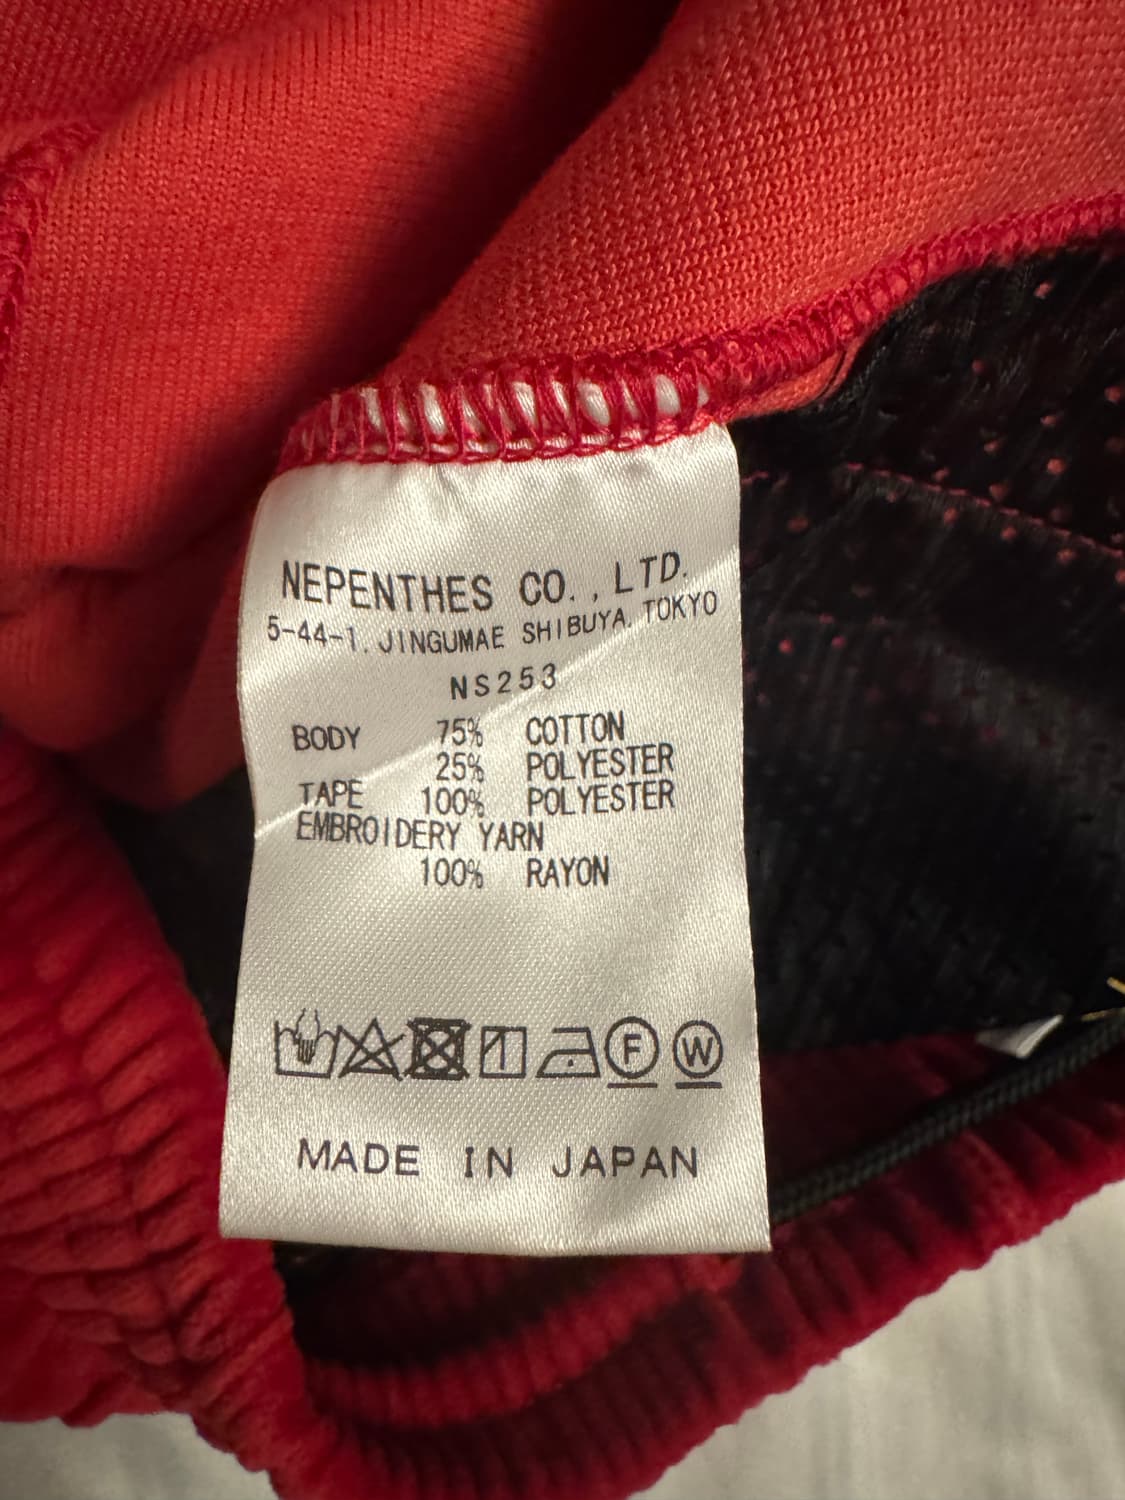 NEPENTHES CO., LTD.
5-44-1, JINGUMAE SHIBUYA, TOKYO
NS253
BODY 75% COTTON
25% POLYESTER
TAPE 100% POLYESTER
EMBROIDERY YARN
100% RAYON
F W
MADE IN JAPAN